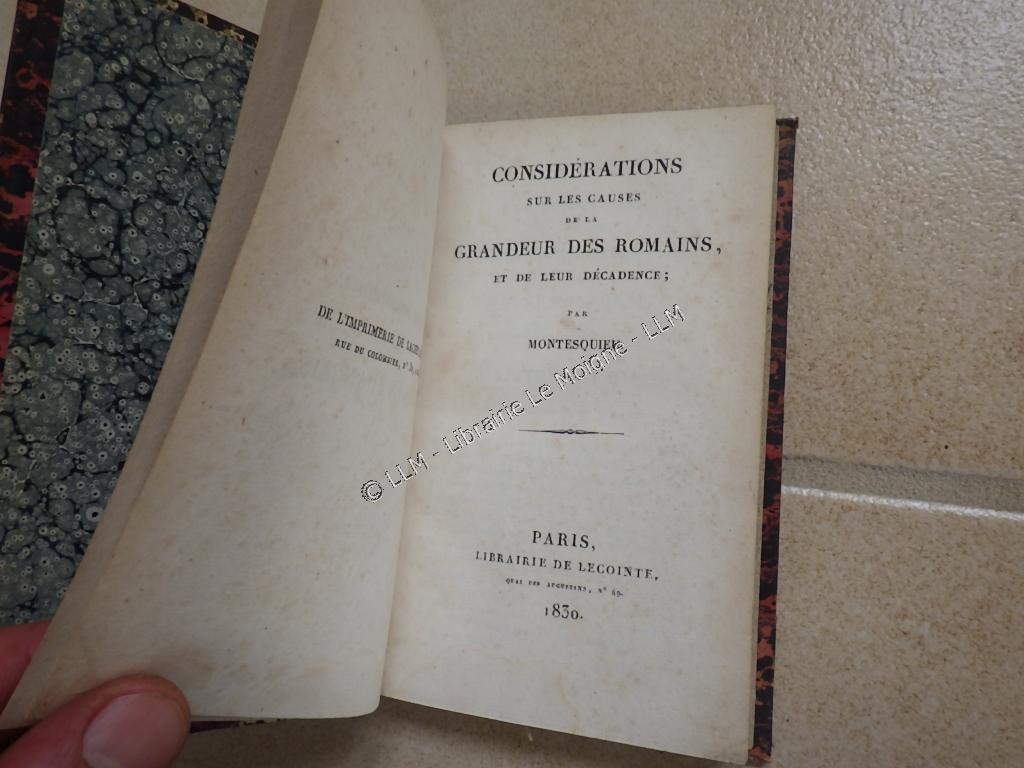 DE L'IMPRIMERIE DE
RUE DU COLOMBIER, N° 30
CONSIDÉRATIONS
SUR LES CAUSES
DE LA
GRANDEUR DES ROMAINS,
ET DE LEUR DÉCADENCE;
PAR
MONTESQUIEU.
© LLM - Librairie Le Moigne - LLM
PARIS,
LIBRAIRIE DE LECOINTE,
QUAI DES AUGUSTINS, N° 49.
1830.